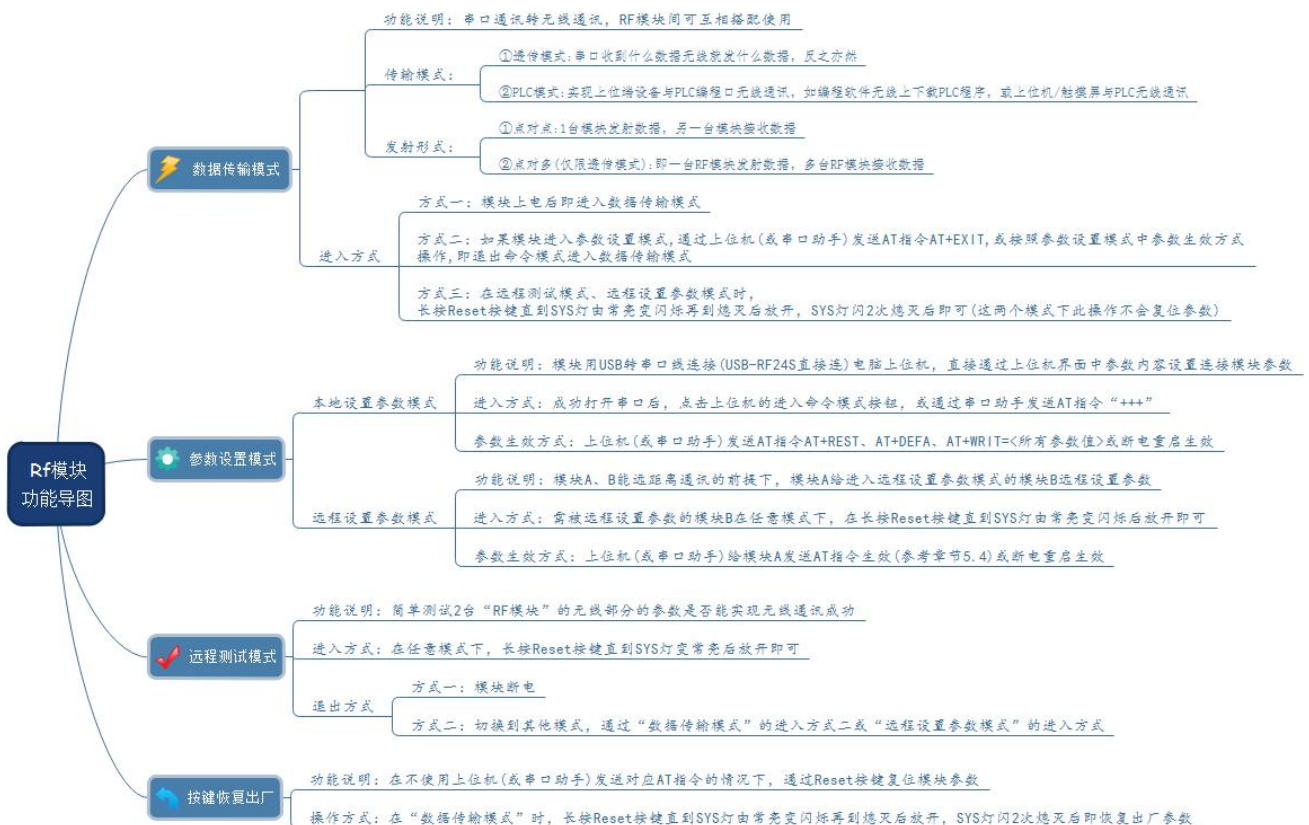 Rf模块
功能导图
数据传输模式
功能说明：串口通讯转无线通讯，RF模块间可互相搭配使用
传输模式：
①透传模式:串口收到什么数据无线就发什么数据，反之亦然
②PLC模式:实现上位端设备与PLC编程口无线通讯，如编程软件无线上下载PLC程序，或上位机/触摸屏与PLC无线通讯
发射形式：
①点对点:1台模块发射数据，另一台模块接收数据
②点对多(仅限透传模式):即一台RF模块发射数据，多台RF模块接收数据
进入方式
方式一：模块上电后即进入数据传输模式
方式二：如果模块进入参数设置模式,通过上位机(或串口助手)发送AT指令AT+EXIT,或按照参数设置模式中参数生效方式
操作,即退出命令模式进入数据传输模式
方式三：在远程测试模式、远程设置参数模式时，
长按Reset按键直到SYS灯由常亮变闪烁再到熄灭后放开，SYS灯闪2次熄灭后即可(这两个模式下此操作不会复位参数)
参数设置模式
本地设置参数模式
功能说明：模块用USB转串口线连接(USB-RF24S直接连)电脑上位机，直接通过上位机界面中参数内容设置连接模块参数
进入方式：成功打开串口后，点击上位机的进入命令模式按钮，或通过串口助手发送AT指令“+++”
参数生效方式：上位机(或串口助手)发送AT指令AT+REST、AT+DEFA、AT+WRIT=<所有参数值>或断电重启生效
远程设置参数模式
功能说明：模块A、B能远距离通讯的前提下，模块A给进入远程设置参数模式的模块B远程设置参数
进入方式：需被远程设置参数的模块B在任意模式下，在长按Reset按键直到SYS灯由常亮变闪烁后放开即可
参数生效方式：上位机(或串口助手)给模块A发送AT指令生效(参考章节5.4)或断电重启生效
远程测试模式
功能说明：简单测试2台“RF模块”的无线部分的参数是否能实现无线通讯成功
进入方式：在任意模式下，长按Reset按键直到SYS灯变常亮后放开即可
退出方式
方式一：模块断电
方式二：切换到其他模式，通过“数据传输模式”的进入方式二或“远程设置参数模式”的进入方式
按键恢复出厂
功能说明：在不使用上位机(或串口助手)发送对应AT指令的情况下，通过Reset按键复位模块参数
操作方式：在“数据传输模式”时，长按Reset按键直到SYS灯由常亮变闪烁再到熄灭后放开，SYS灯闪2次熄灭后即恢复出厂参数